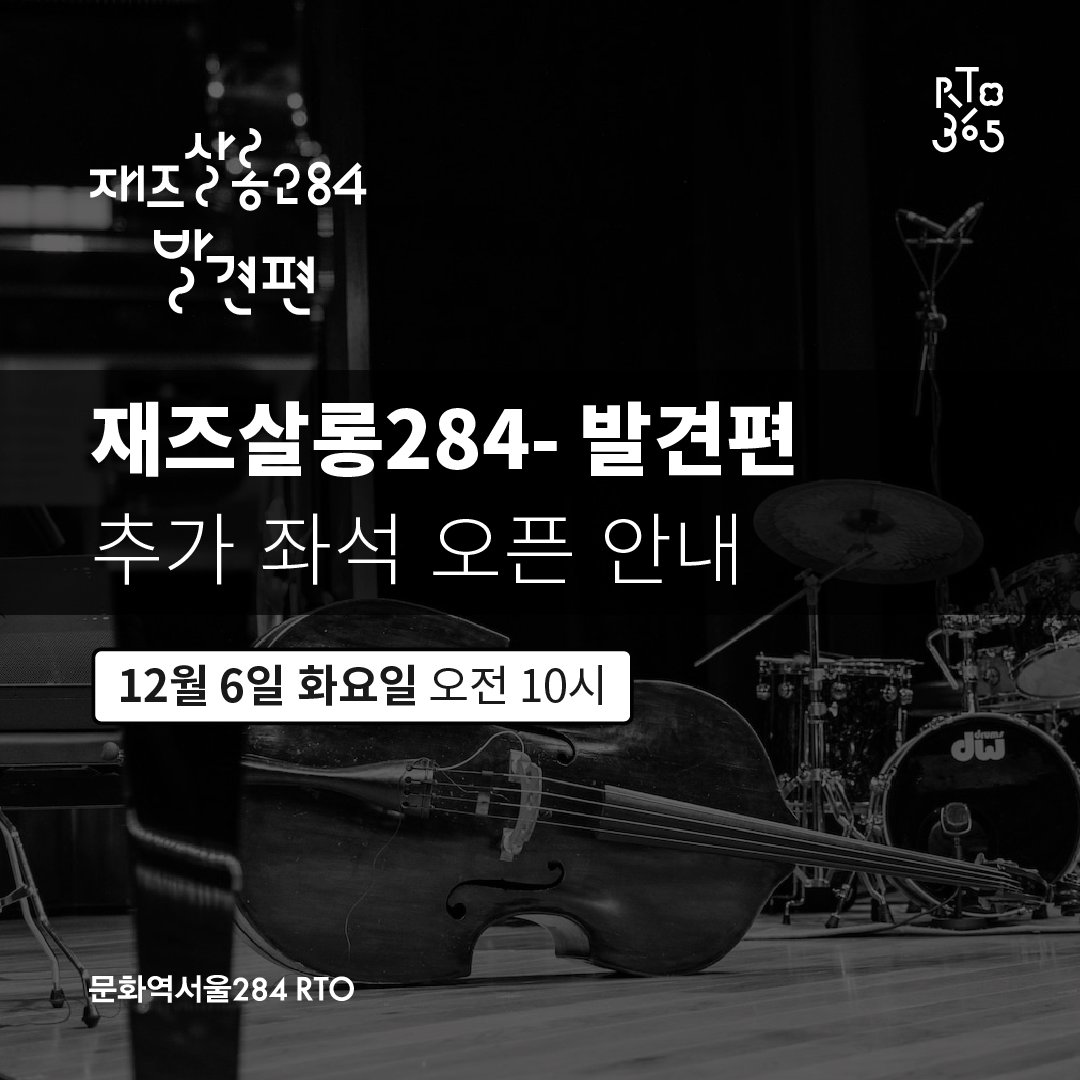 RTO
365
재즈살롱284
발견편
재즈살롱284- 발견편
추가 좌석 오픈 안내
12월 6일 화요일 오전 10시
drums
dw
문화역서울284 RTO